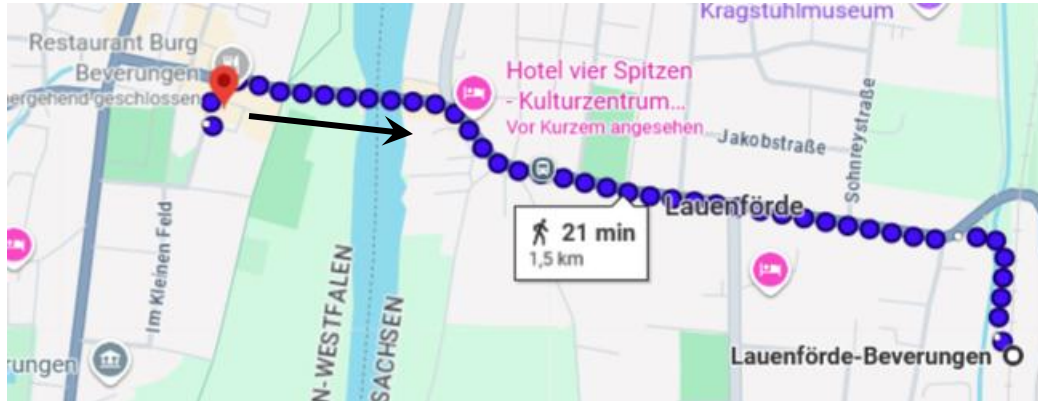 Kragstuhlmuseum
Restaurant Burg
Beverungen
ergehend geschlossen
Hotel vier Spitzen
- Kulturzentrum...
Vor Kurzem angesehen
Jakobstraße
Sohnreystraße
Lauenförde
21 min
1,5 km
Im Kleinen Feld
N-WESTFALEN
SACHSEN
rungen
Lauenförde-Beverungen